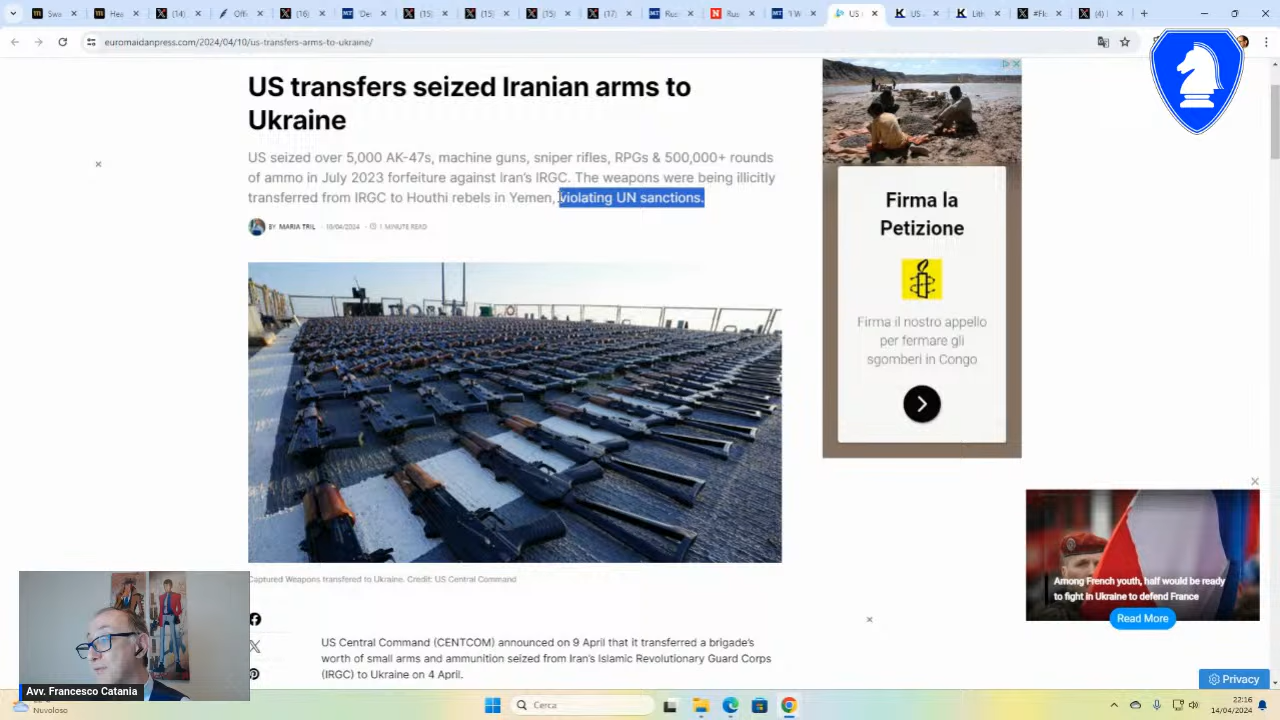 euromaidanpress.com/2024/04/10/us-transfers-arms-to-ukraine/
US transfers seized Iranian arms to
Ukraine
US seized over 5,000 AK-47s, machine guns, sniper rifles, RPGs & 500,000+ rounds
of ammo in July 2023 forfeiture against Iran's IRGC. The weapons were being illicitly
transferred from IRGC to Houthi rebels in Yemen, violating UN sanctions.
BY MARIA TRIL · 10/04/2024 · 1 MINUTE READ
Captured Weapons transfered to Ukraine. Credit: US Central Command
US Central Command (CENTCOM) announced on 9 April that it transferred a brigade's
worth of small arms and ammunition seized from Iran's Islamic Revolutionary Guard Corps
(IRGC) to Ukraine on 4 April.
Firma la
Petizione
Firma il nostro appello
per fermare gli
sgomberi in Congo
Among French youth, half would be ready
to fight in Ukraine to defend France
Read More
Privacy
Avv. Francesco Catania
Nuvoloso
Cerca
22:16
14/04/2024